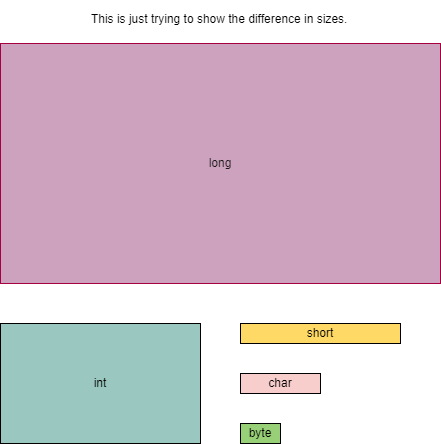 This is just trying to show the difference in sizes.
long
int
short
char
byte